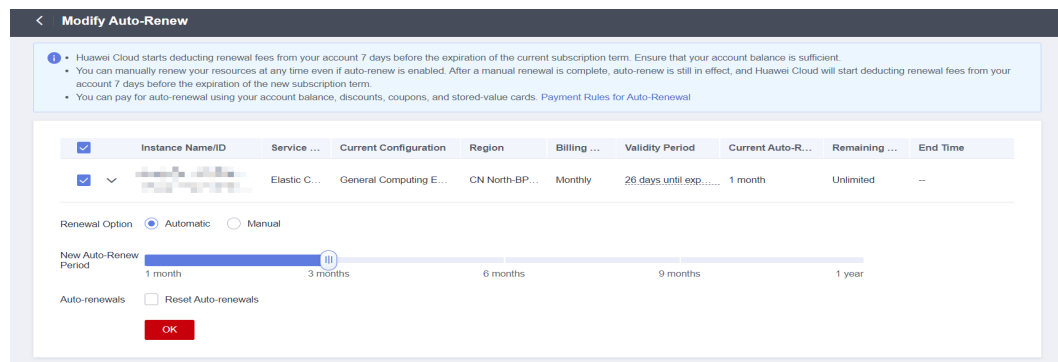 Modify Auto-Renew
• Huawei Cloud starts deducting renewal fees from your account 7 days before the expiration of the current subscription term. Ensure that your account balance is sufficient.
• You can manually renew your resources at any time even if auto-renew is enabled. After a manual renewal is complete, auto-renew is still in effect, and Huawei Cloud will start deducting renewal fees from your
account 7 days before the expiration of the new subscription term.
• You can pay for auto-renewal using your account balance, discounts, coupons, and stored-value cards. Payment Rules for Auto-Renewal
Instance Name/ID Service ... Current Configuration Region Billing ... Validity Period Current Auto-R... Remaining ... End Time
Elastic C... General Computing E... CN North-BP... Monthly 26 days until exp... 1 month Unlimited --
Renewal Option Automatic Manual
New Auto-Renew
Period
1 month 3 months 6 months 9 months 1 year
Auto-renewals Reset Auto-renewals
OK